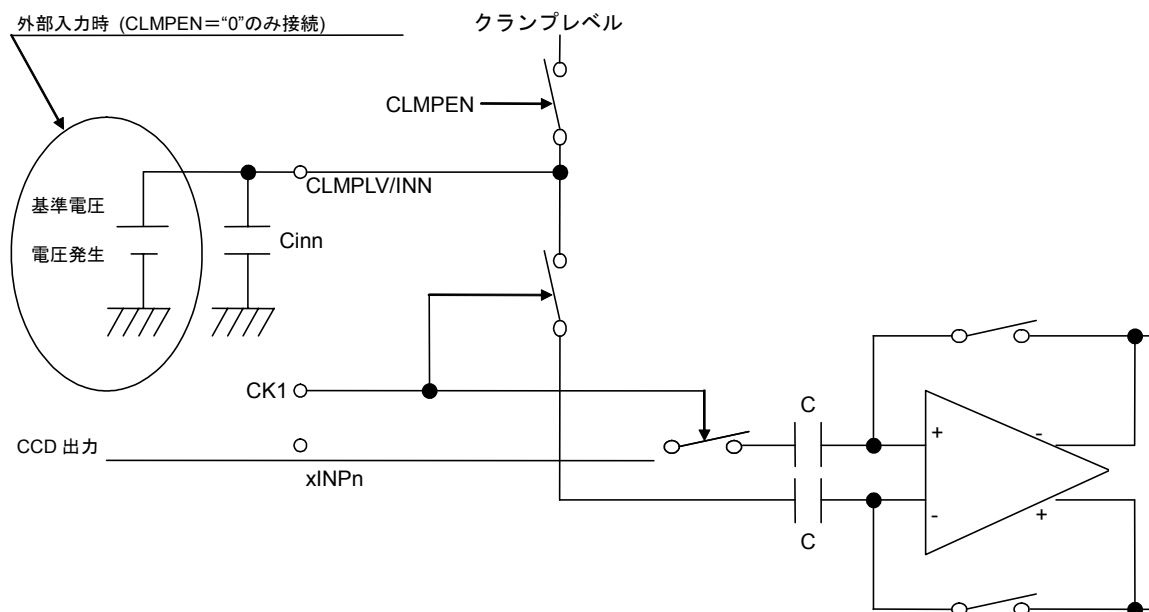 外部入力時 (CLMPEN＝“0”のみ接続)
クランプレベル
CLMPEN
CLMPLV/INN
基準電圧
電圧発生
Cinn
CK1
C
CCD 出力
xINPn
C
+
-
-
+